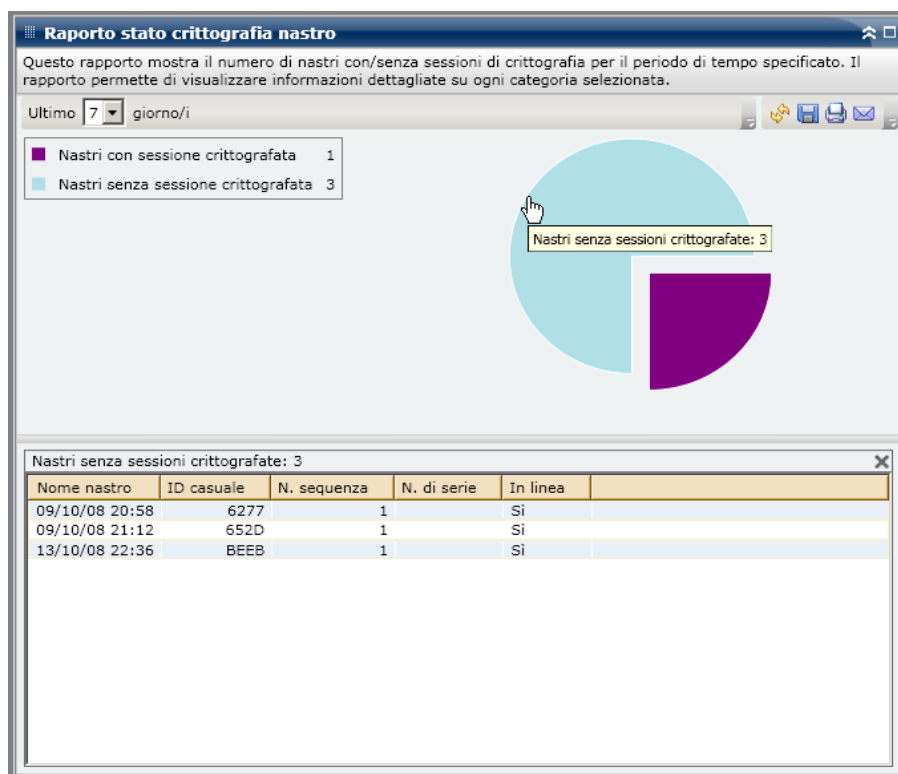 Raporto stato crittografia nastro
Questo rapporto mostra il numero di nastri con/senza sessioni di crittografia per il periodo di tempo specificato. Il
rapporto permette di visualizzare informazioni dettagliate su ogni categoria selezionata.
Ultimo 7 giorno/i
Nastri con sessione crittografata 1
Nastri senza sessione crittografata 3
Nastri senza sessioni crittografate: 3
Nastri senza sessioni crittografate: 3
Nome nastro ID casuale N. sequenza N. di serie In linea
09/10/08 20:58 6277 1 Sì
09/10/08 21:12 652D 1 Sì
13/10/08 22:36 BEEB 1 Sì